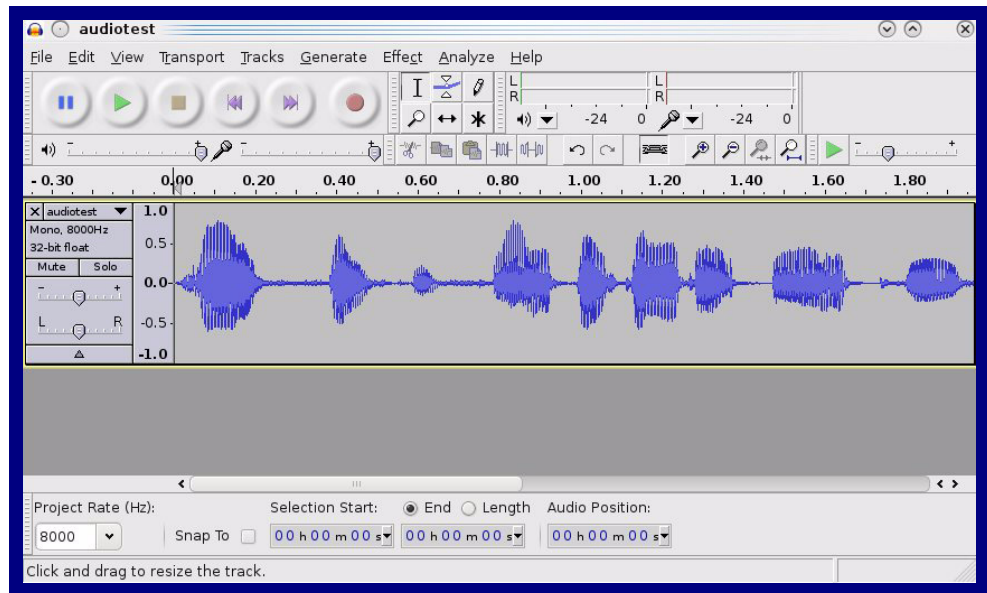 audiotest
File Edit View Transport Tracks Generate Effect Analyze Help
L L
R R
-24 0 -24 0
- 0.30 0.00 0.20 0.40 0.60 0.80 1.00 1.20 1.40 1.60 1.80
X audiotest
Mono, 8000Hz
32-bit float
Mute Solo
- +
L R
1.0
0.5
0.0
-0.5
-1.0
Project Rate (Hz): Selection Start: End Length Audio Position:
8000 Snap To 00 h 00 m 00 s 00 h 00 m 00 s 00 h 00 m 00 s
Click and drag to resize the track.